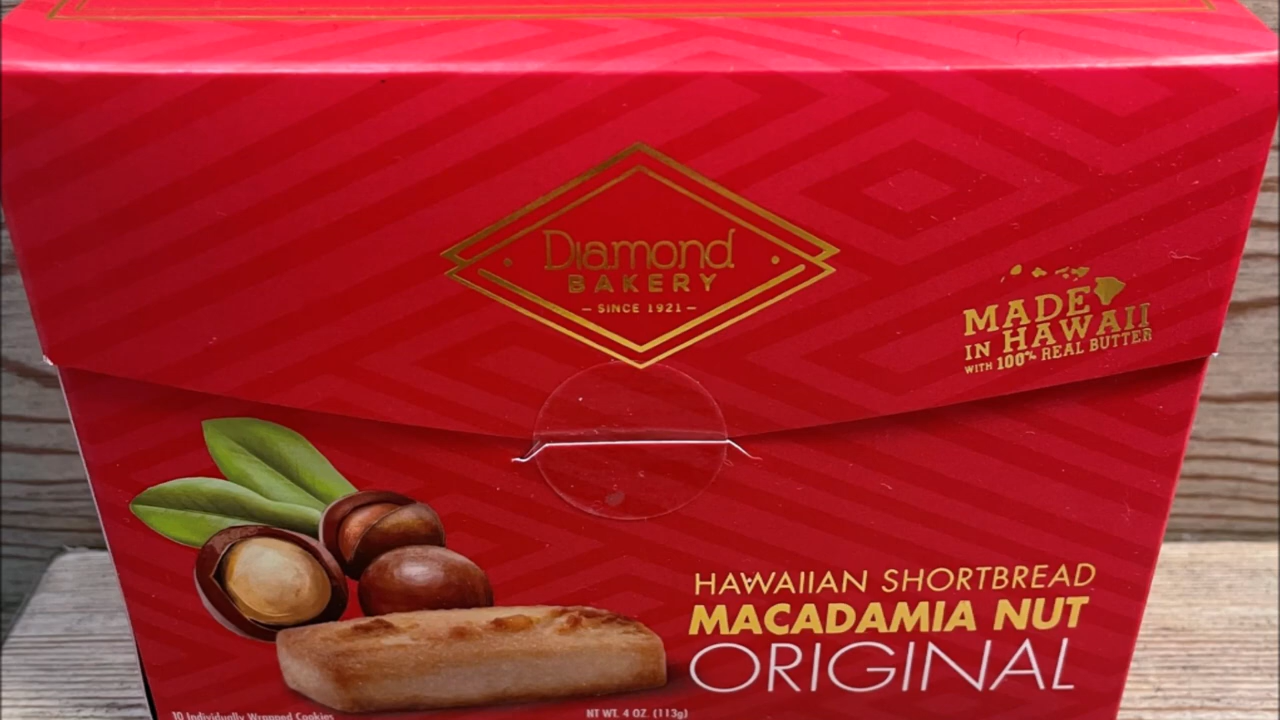 Diamond
BAKERY
– SINCE 1921 –
MADE
IN HAWAII
WITH 100% REAL BUTTER
HAWAIIAN SHORTBREAD
MACADAMIA NUT
ORIGINAL
10 Individually Wrapped Cookies
NT WT. 4 OZ. (113g)